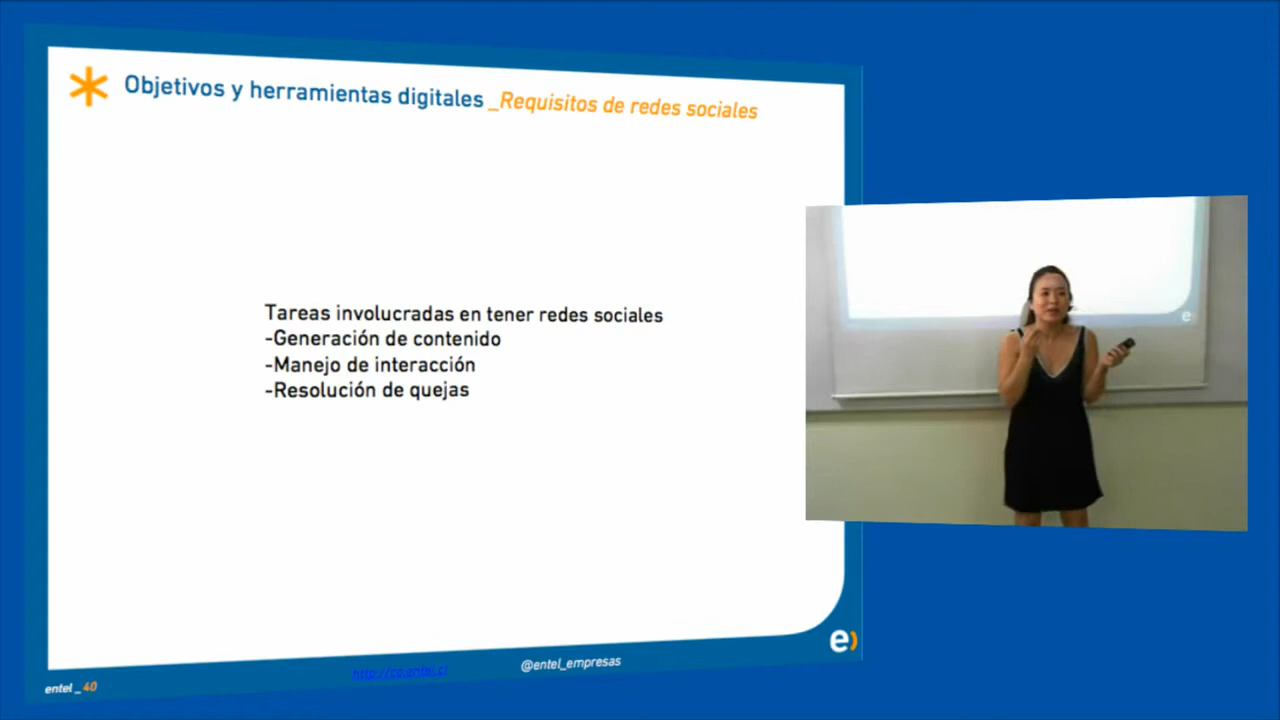 Objetivos y herramientas digitales _Requisitos de redes sociales
Tareas involucradas en tener redes sociales
-Generación de contenido
-Manejo de interacción
-Resolución de quejas
e)
e
entel _ 40
@entel_empresas